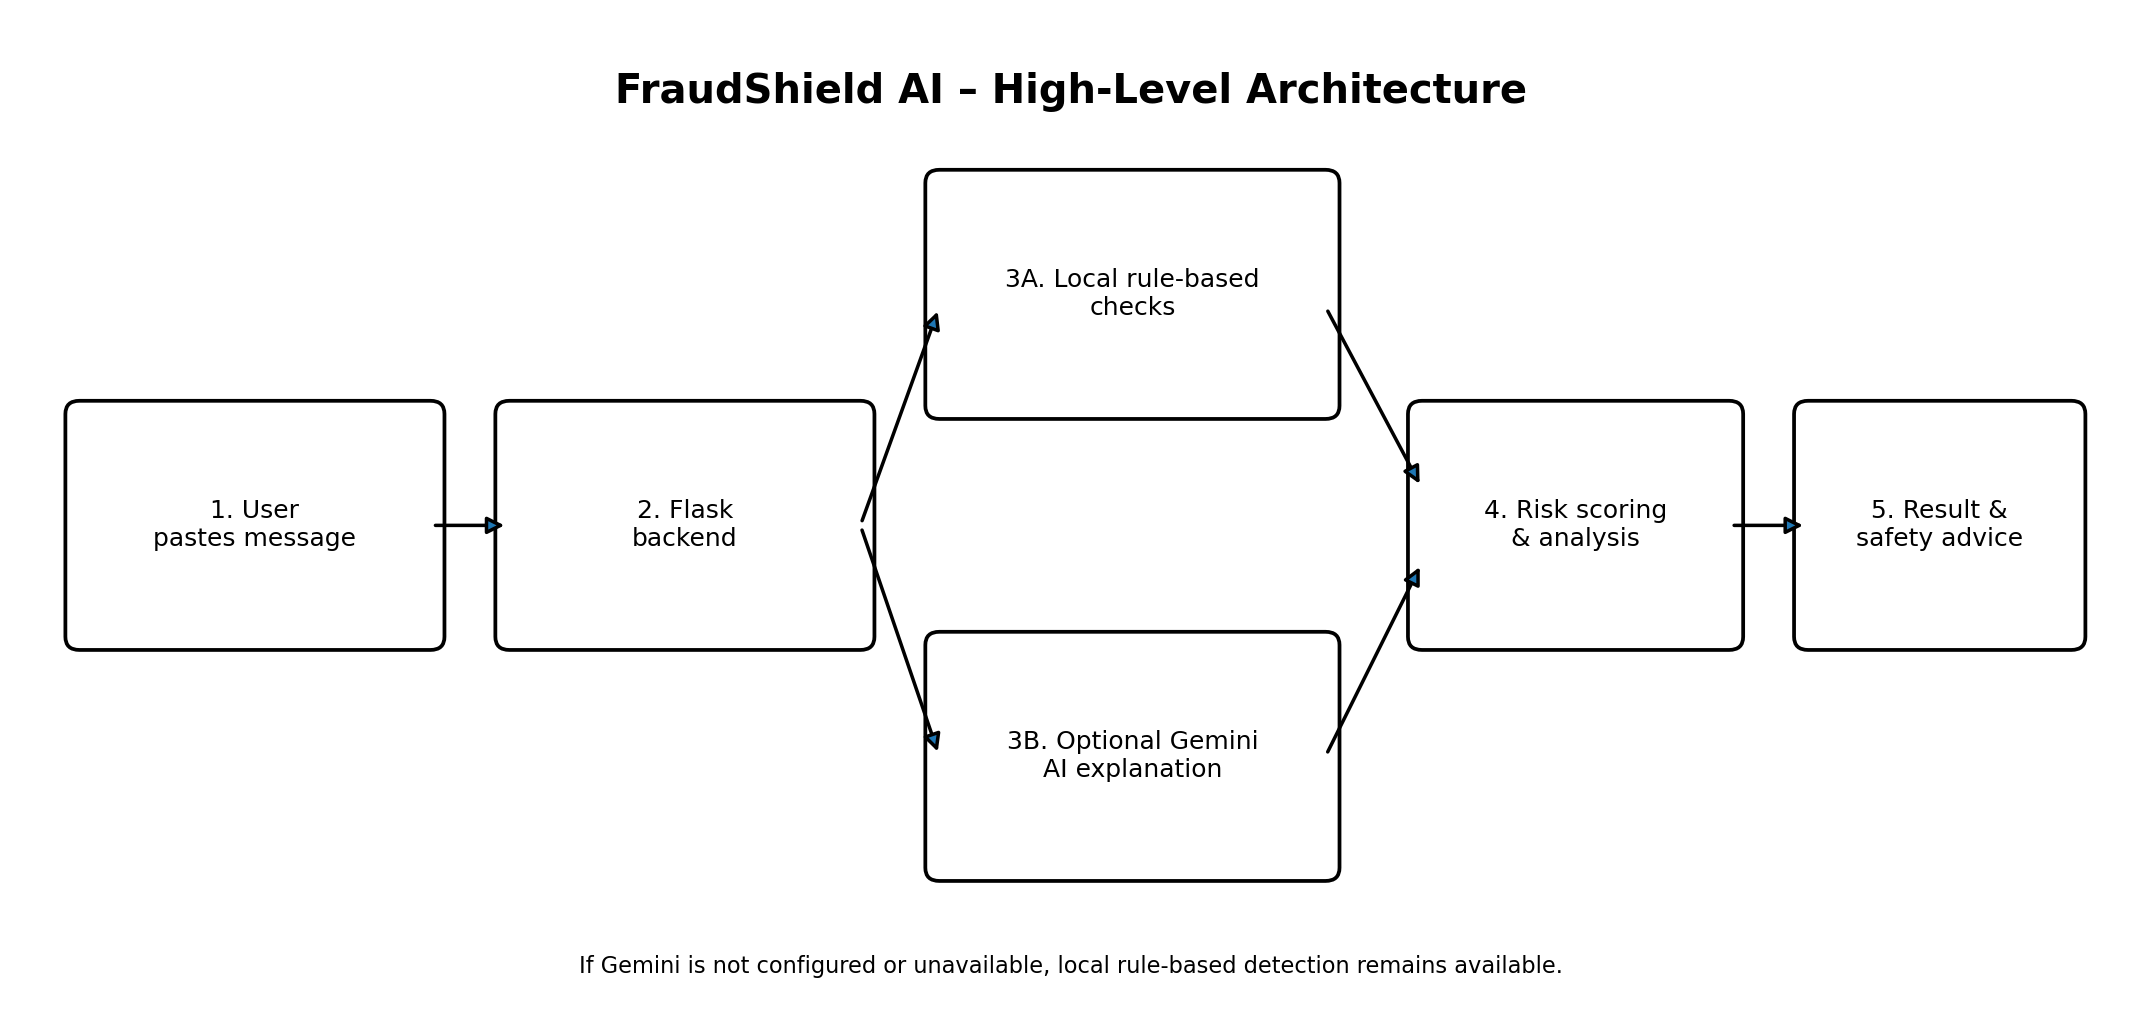 FraudShield AI – High-Level Architecture
1. User
pastes message
2. Flask
backend
3A. Local rule-based
checks
3B. Optional Gemini
AI explanation
4. Risk scoring
& analysis
5. Result &
safety advice
If Gemini is not configured or unavailable, local rule-based detection remains available.